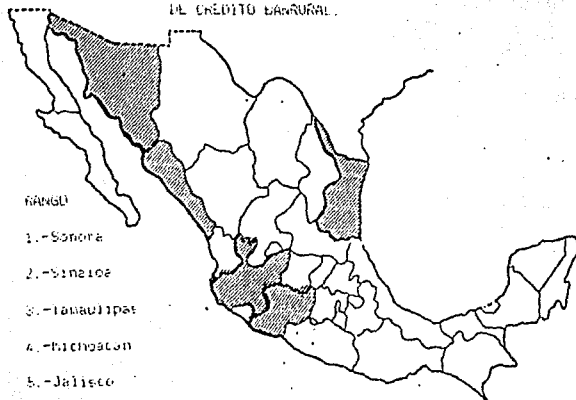 DE CREDITO BANRURAL.
RANGO
1.-Sonora
2.-Sinaloa
3.-Tamaulipas
4.-Michoacan
5.-Jalisco